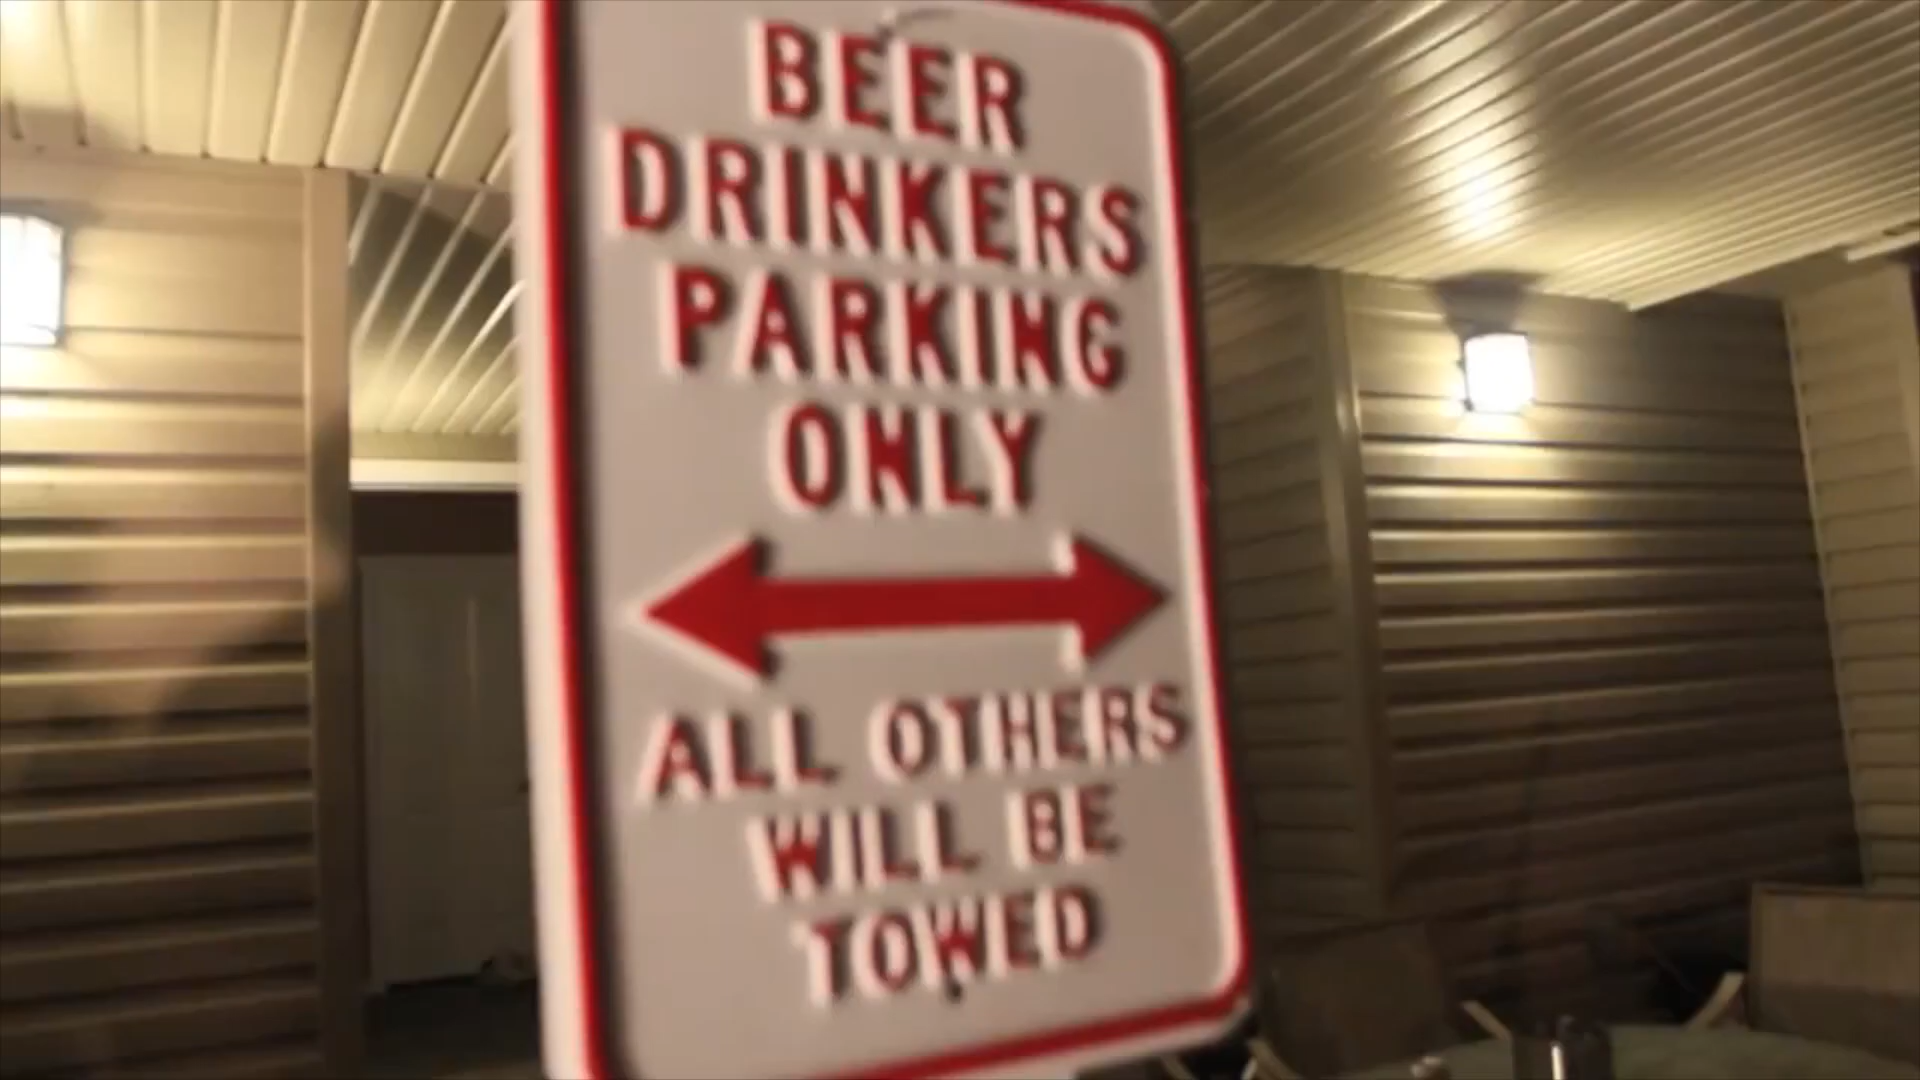 BEER
DRINKERS
PARKING
ONLY
ALL OTHERS
WILL BE
TOWED